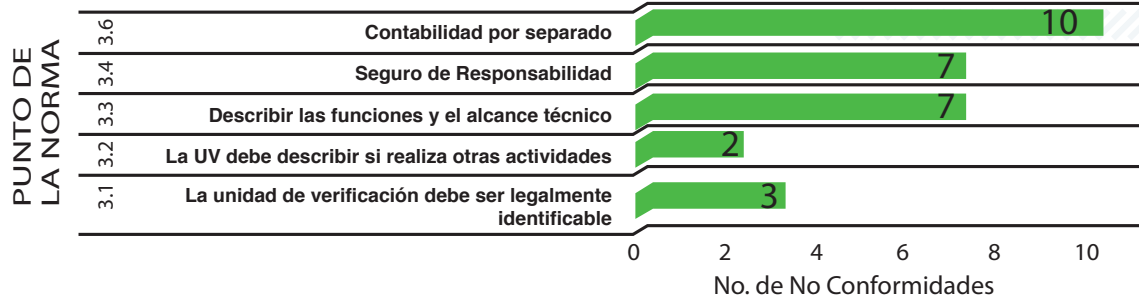 PUNTO DE
LA NORMA
3.6
Contabilidad por separado
10
3.4
Seguro de Responsabilidad
7
3.3
Describir las funciones y el alcance técnico
7
3.2
La UV debe describir si realiza otras actividades
2
3.1
La unidad de verificación debe ser legalmente
identificable
3
0 2 4 6 8 10
No. de No Conformidades